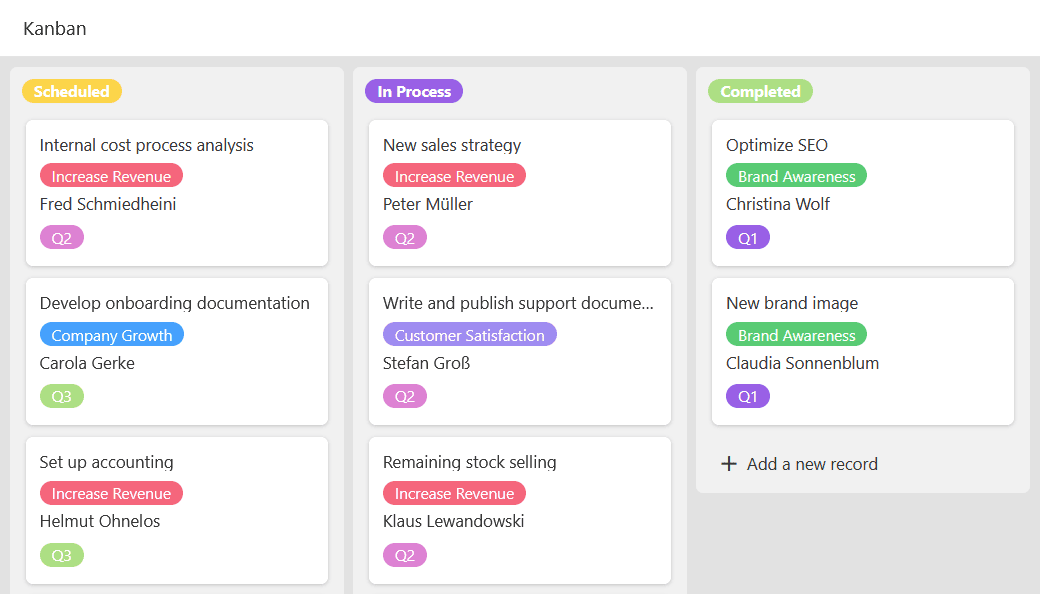 Kanban
Scheduled
Internal cost process analysis
Increase Revenue
Fred Schmiedheini
Q2
Develop onboarding documentation
Company Growth
Carola Gerke
Q3
Set up accounting
Increase Revenue
Helmut Ohnelos
Q3
In Process
New sales strategy
Increase Revenue
Peter Müller
Q2
Write and publish support docume...
Customer Satisfaction
Stefan Groß
Q2
Remaining stock selling
Increase Revenue
Klaus Lewandowski
Q2
Completed
Optimize SEO
Brand Awareness
Christina Wolf
Q1
New brand image
Brand Awareness
Claudia Sonnenblum
Q1
+ Add a new record